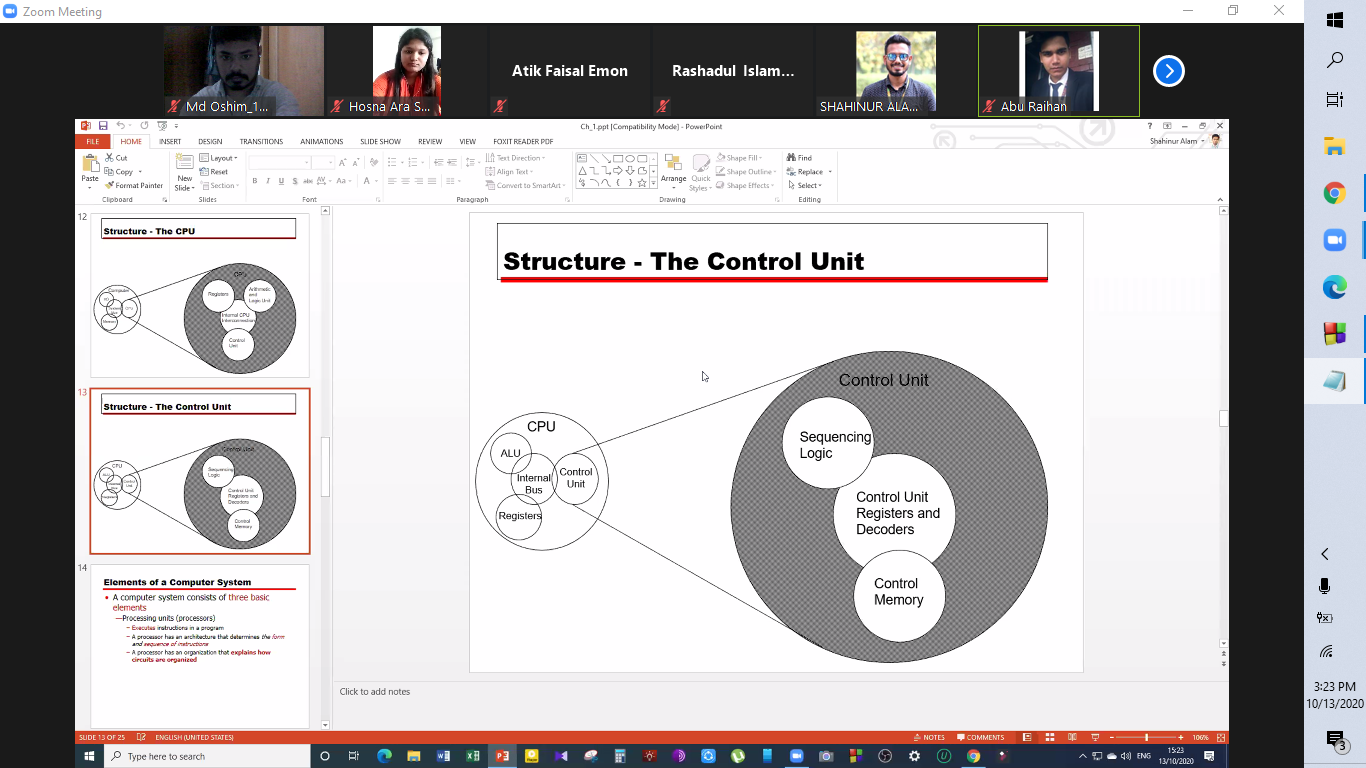 Zoom Meeting
Md Oshim_1...
Hosna Ara S...
Atik Faisal Emon
Rashadul Islam...
SHAHINUR ALA...
Abu Raihan
Ch_1.ppt [Compatibility Mode] - PowerPoint
FILE HOME INSERT DESIGN TRANSITIONS ANIMATIONS SLIDE SHOW REVIEW VIEW FOXIT READER PDF
Shahinur Alam
Paste
Cut
Copy
Format Painter
Clipboard
New
Slide
Layout
Reset
Section
Slides
Font
Text Direction
Align Text
Convert to SmartArt
Paragraph
Arrange
Quick
Styles
Shape Fill
Shape Outline
Shape Effects
Drawing
Find
Replace
Select
Editing
12
Structure - The CPU
Computer
CPU
Registers
Arithmetic
and
Logic Unit
Internal CPU
Interconnection
Control
Unit
13
Structure - The Control Unit
CPU
Control Unit
Sequencing
Logic
Control Unit
Registers and
Decoders
Control
Memory
14
Elements of a Computer System
• A computer system consists of three basic
elements
—Processing units (processors)
– Executes instructions in a program
– A processor has an architecture that determines the form
and sequence of instructions
– A processor has an organization that explains how
circuits are organized
Structure - The Control Unit
CPU
ALU
Internal
Bus
Control
Unit
Registers
Control Unit
Sequencing
Logic
Control Unit
Registers and
Decoders
Control
Memory
Click to add notes
SLIDE 13 OF 25 ENGLISH (UNITED STATES)
NOTES COMMENTS 106%
Type here to search
ENG
15:23
13/10/2020
3:23 PM
10/13/2020
3